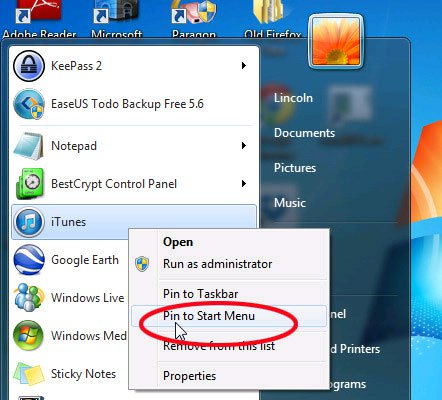 Adobe Reader
Microsoft
Paragon
Old Firefox
KeePass 2
EaseUS Todo Backup Free 5.6
Notepad
BestCrypt Control Panel
iTunes
Google Earth
Windows Live
Windows Med
Sticky Notes
Open
Run as administrator
Pin to Taskbar
Pin to Start Menu
Remove from this list
Properties
Lincoln
Documents
Pictures
Music
nel
d Printers
ograms